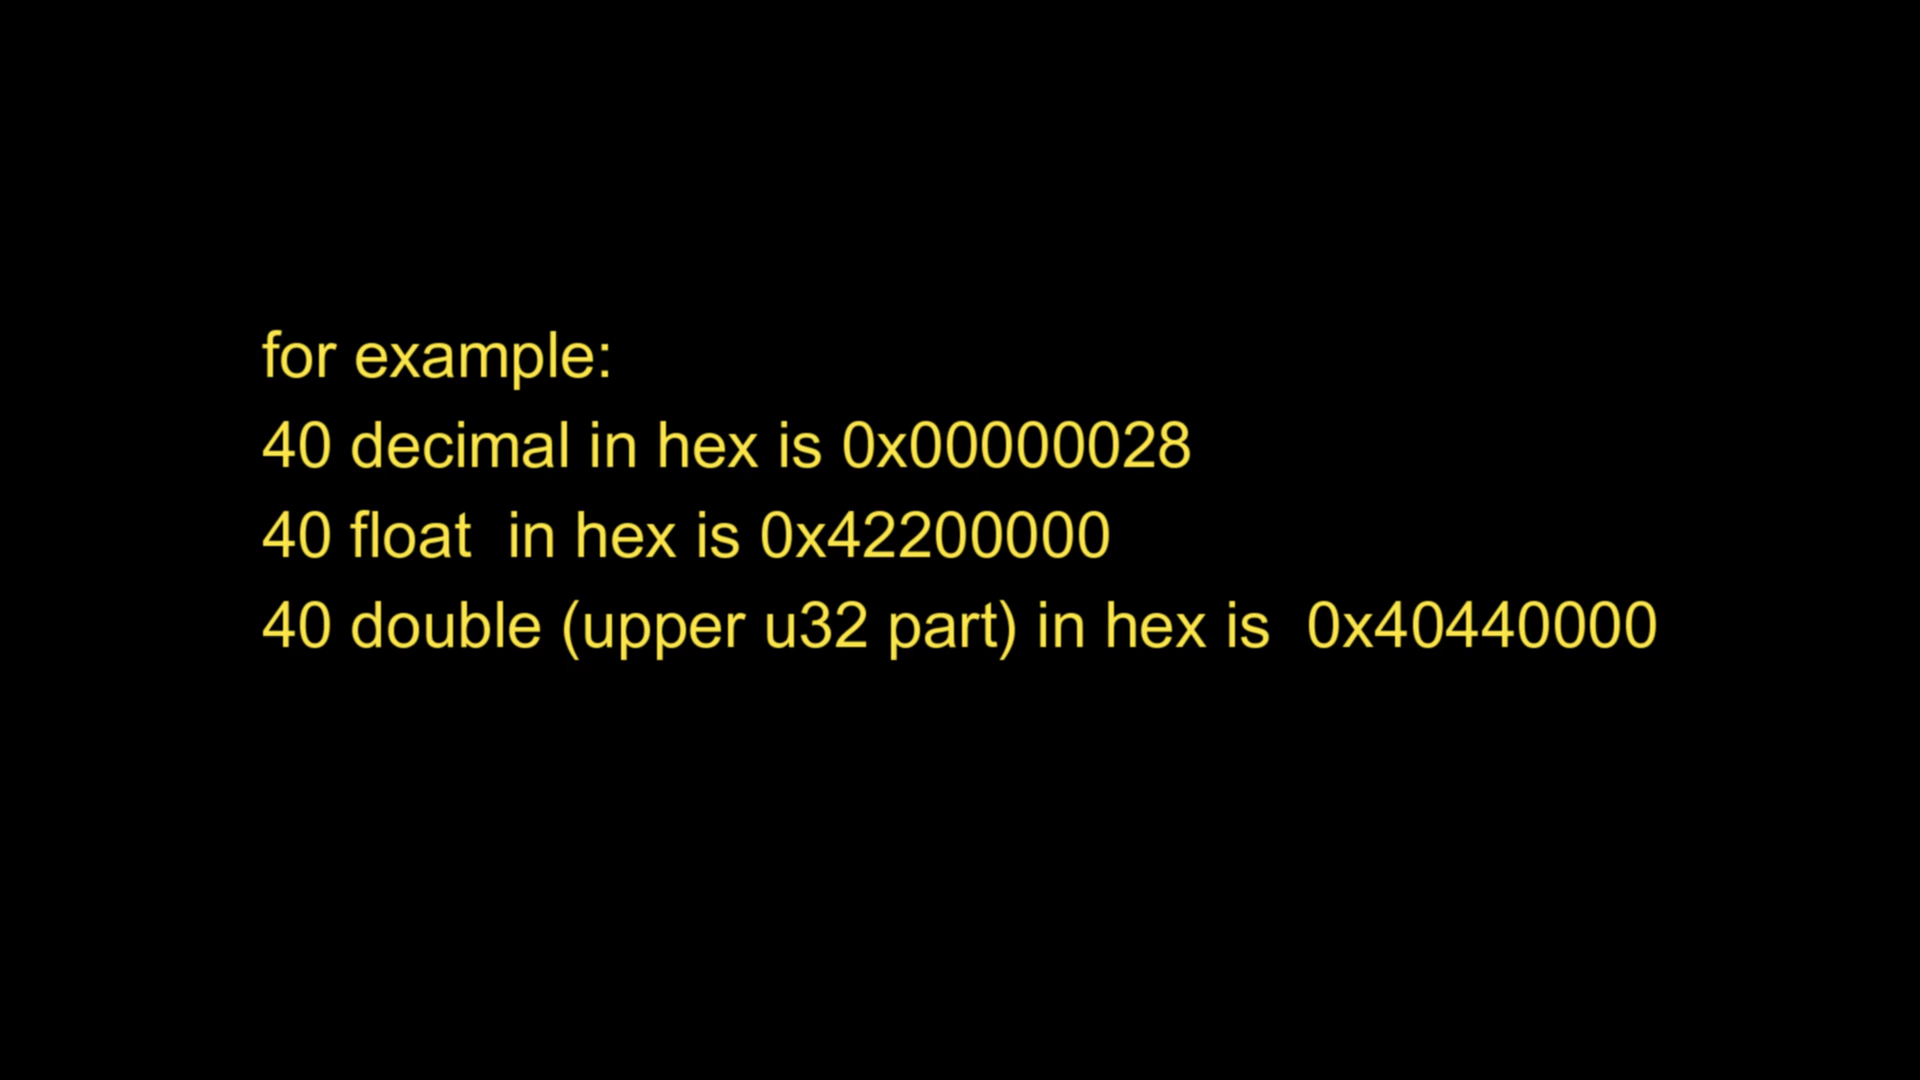 for example:
40 decimal in hex is 0x00000028
40 float  in hex is 0x42200000
40 double (upper u32 part) in hex is  0x40440000